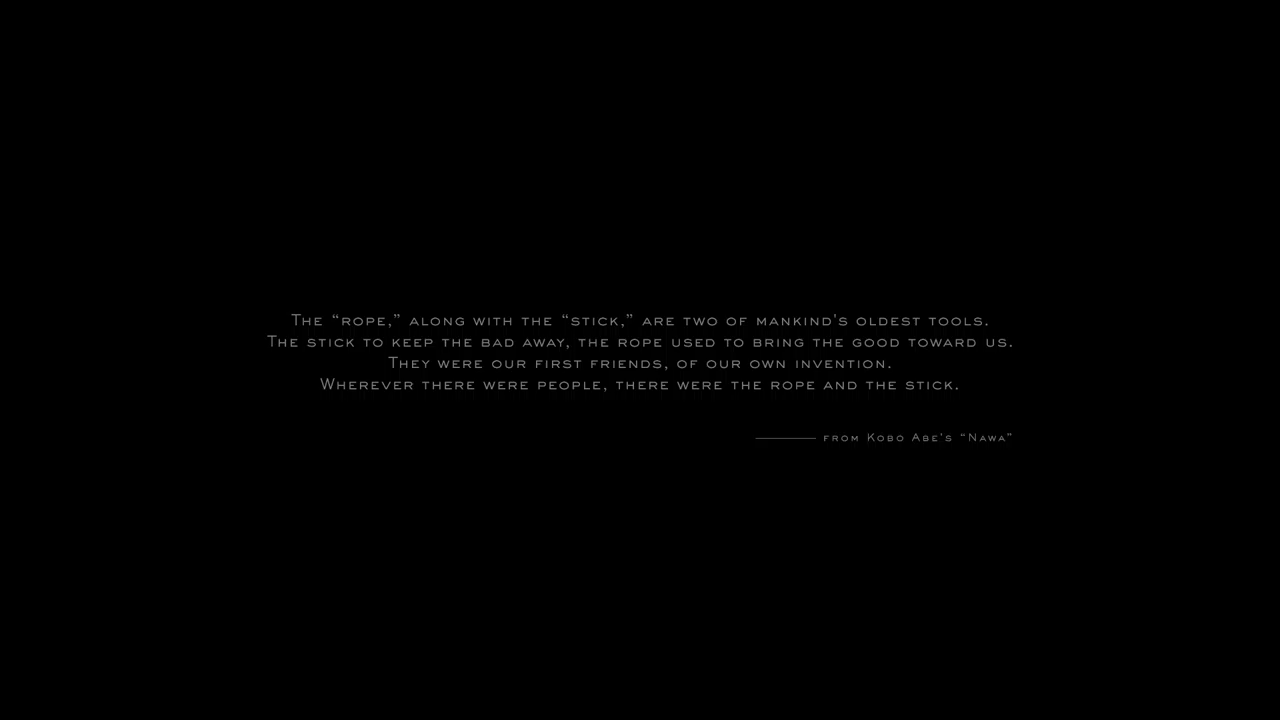 The “rope,” along with the “stick,” are two of mankind's oldest tools.
The stick to keep the bad away, the rope used to bring the good toward us.
They were our first friends, of our own invention.
Wherever there were people, there were the rope and the stick.
from Kobo Abe's “Nawa”